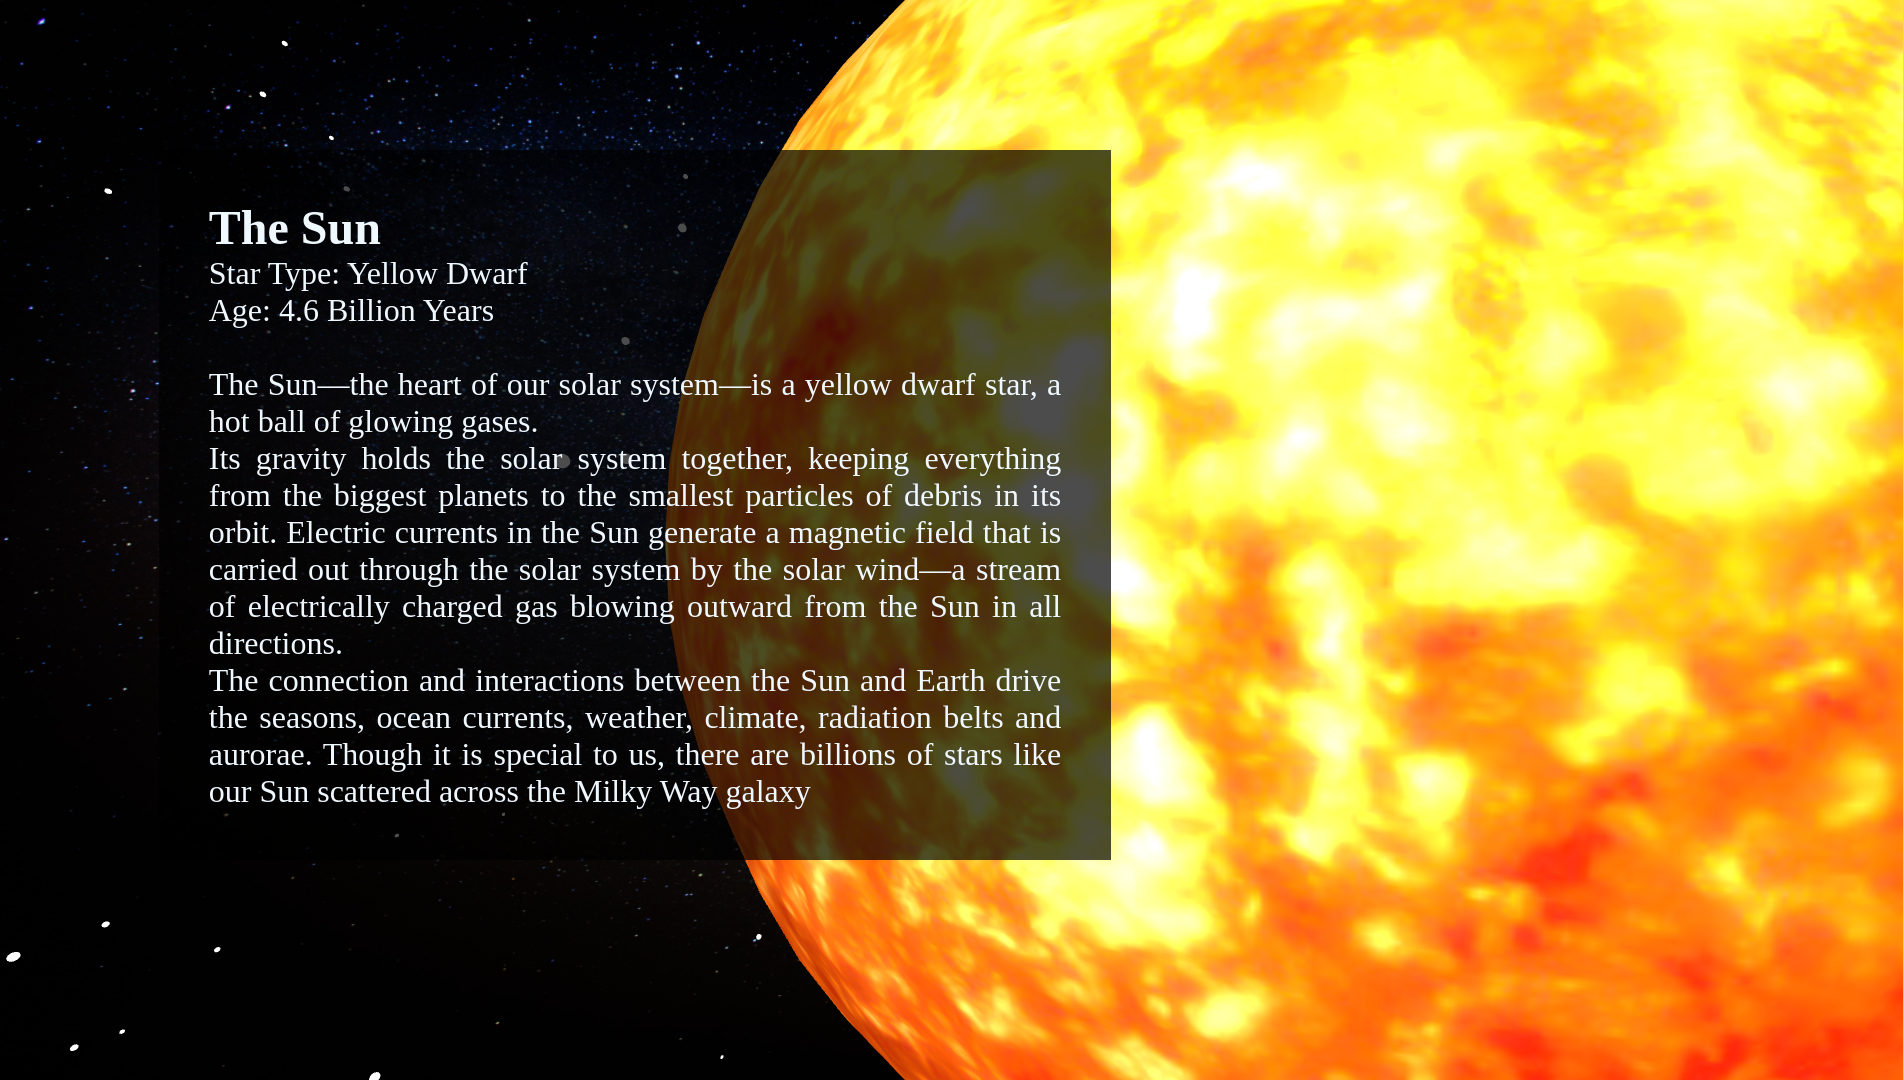 The Sun
Star Type: Yellow Dwarf
Age: 4.6 Billion Years
The Sun—the heart of our solar system—is a yellow dwarf star, a
hot ball of glowing gases.
Its gravity holds the solar system together, keeping everything
from the biggest planets to the smallest particles of debris in its
orbit. Electric currents in the Sun generate a magnetic field that is
carried out through the solar system by the solar wind—a stream
of electrically charged gas blowing outward from the Sun in all
directions.
The connection and interactions between the Sun and Earth drive
the seasons, ocean currents, weather, climate, radiation belts and
aurorae. Though it is special to us, there are billions of stars like
our Sun scattered across the Milky Way galaxy